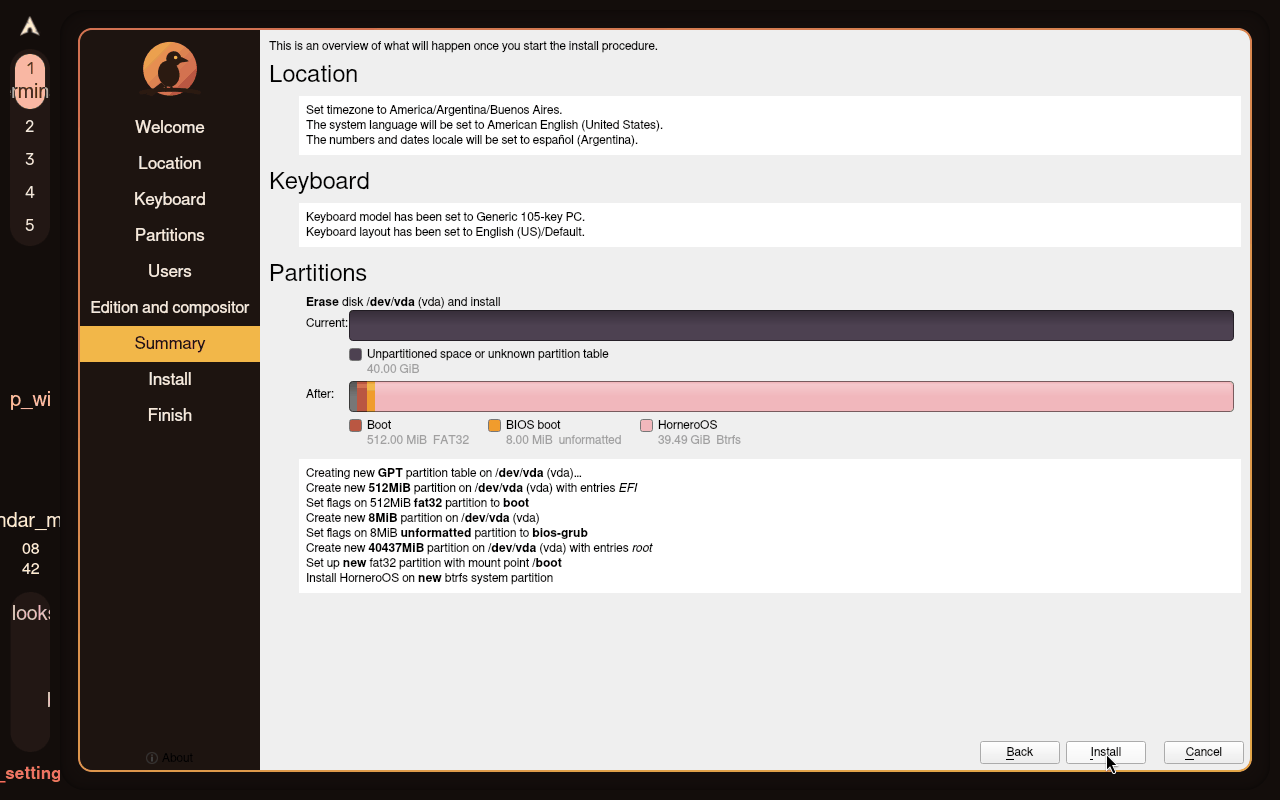 1
2
3
4
5
08
42
Welcome
Location
Keyboard
Partitions
Users
Edition and compositor
Summary
Install
Finish
About
This is an overview of what will happen once you start the install procedure.
Location
Set timezone to America/Argentina/Buenos Aires.
The system language will be set to American English (United States).
The numbers and dates locale will be set to español (Argentina).
Keyboard
Keyboard model has been set to Generic 105-key PC.
Keyboard layout has been set to English (US)/Default.
Partitions
Erase disk /dev/vda (vda) and install
Current:
Unpartitioned space or unknown partition table
40.00 GiB
After:
Boot
512.00 MiB FAT32
BIOS boot
8.00 MiB unformatted
HorneroOS
39.49 GiB Btrfs
Creating new GPT partition table on /dev/vda (vda)…
Create new 512MiB partition on /dev/vda (vda) with entries EFI
Set flags on 512MiB fat32 partition to boot
Create new 8MiB partition on /dev/vda (vda)
Set flags on 8MiB unformatted partition to bios-grub
Create new 40437MiB partition on /dev/vda (vda) with entries root
Set up new fat32 partition with mount point /boot
Install HorneroOS on new btrfs system partition
Back
Install
Cancel